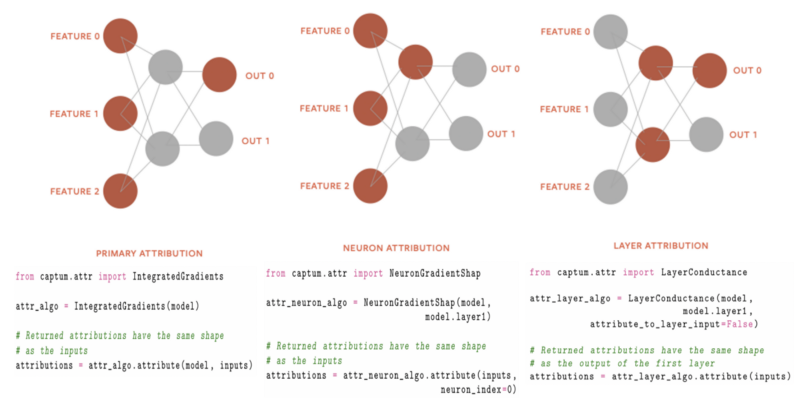 FEATURE 0
OUT 0
FEATURE 1
OUT 1
FEATURE 2
PRIMARY ATTRIBUTION
from captum.attr import IntegratedGradients
attr_algo = IntegratedGradients(model)
# Returned attributions have the same shape
# as the inputs
attributions = attr_algo.attribute(model, inputs)
FEATURE 0
OUT 0
FEATURE 1
OUT 1
FEATURE 2
NEURON ATTRIBUTION
from captum.attr import NeuronGradientShap
attr_neuron_algo = NeuronGradientShap(model,
model.layer1)
# Returned attributions have the same shape
# as the inputs
attributions = attr_neuron_algo.attribute(inputs,
neuron_index=0)
FEATURE 0
OUT 0
FEATURE 1
OUT 1
FEATURE 2
LAYER ATTRIBUTION
from captum.attr import LayerConductance
attr_layer_algo = LayerConductance(model,
model.layer1,
attribute_to_layer_input=False)
# Returned attributions have the same shape
# as the output of the first layer
attributions = attr_layer_algo.attribute(inputs)